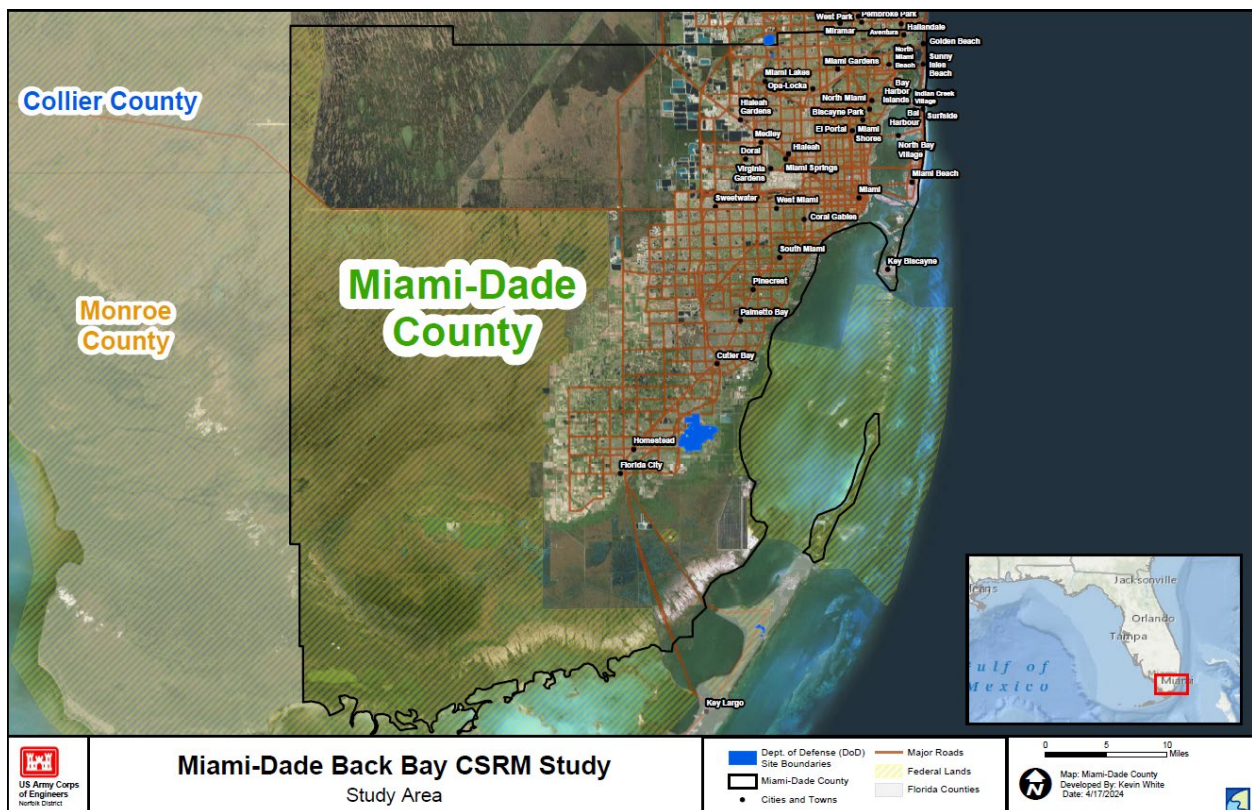 West Park
Pembroke Park
Miramar
Aventura
Hallandale
Golden Beach
North
Miami
Beach
Sunny
Isles
Beach
Miami Gardens
Miami Lakes
Opa-Locka
Bay
Harbor
Islands
Indian Creek
Village
Hialeah
Gardens
North Miami
Biscayne Park
Bal
Harbour
Surfside
El Portal
Miami
Shores
Medley
North Bay
Village
Doral
Hialeah
Virginia
Gardens
Miami Springs
Miami Beach
Sweetwater
West Miami
Miami
Coral Gables
South Miami
Key Biscayne
Pinecrest
Palmetto Bay
Cutler Bay
Homestead
Florida City
Key Largo
Collier County
Monroe
County
Miami-Dade
County
Jacksonville
leans
Orlando
Tampa
Gulf of
Mexico
Miami
Miami
US Army Corps
of Engineers
Norfolk District
Miami-Dade Back Bay CSRM Study
Study Area
Dept. of Defense (DoD)
Site Boundaries
Miami-Dade County
Cities and Towns
Major Roads
Federal Lands
Florida Counties
0 5 10
Miles
N
Map: Miami-Dade County
Developed By: Kevin White
Date: 4/17/2024